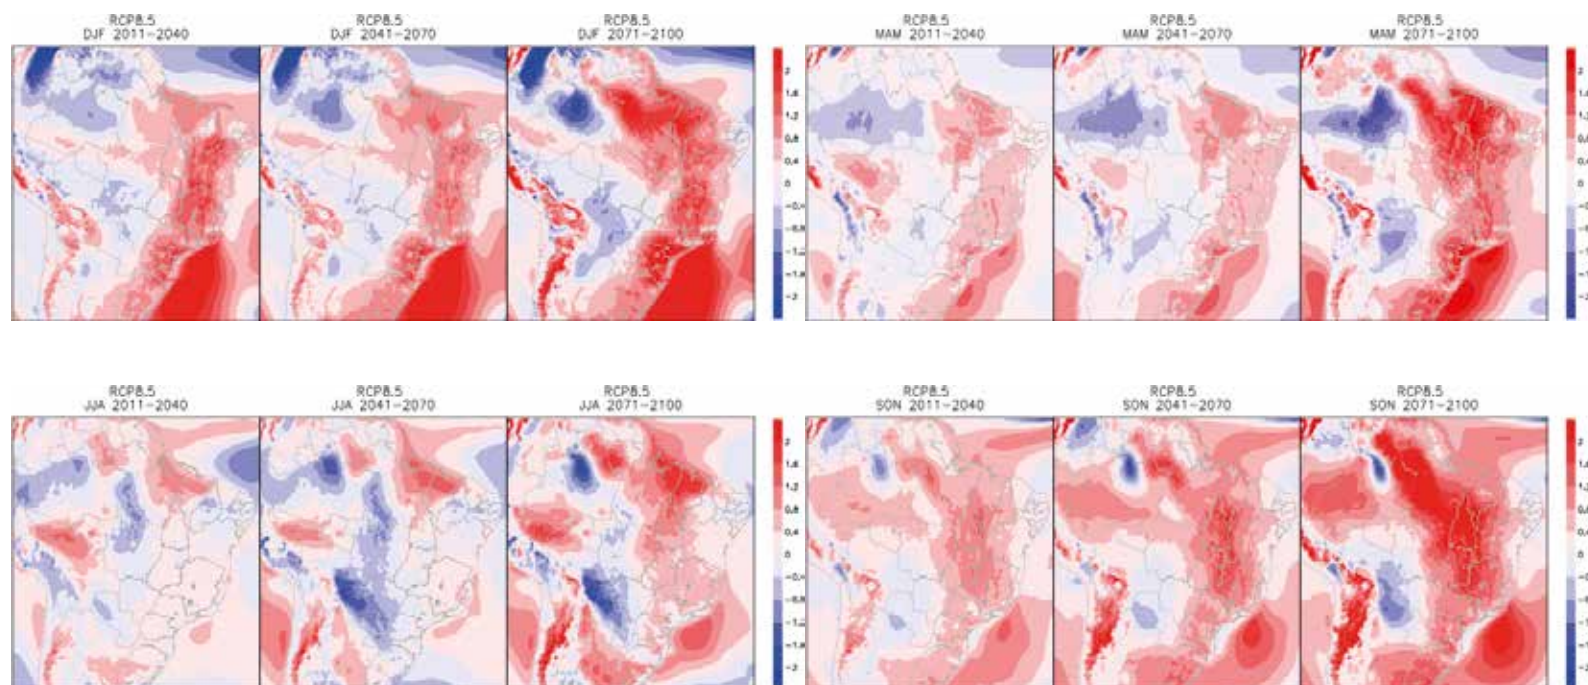 RCP8.5
DJF 2011-2040
RCP8.5
DJF 2041-2070
RCP8.5
DJF 2071-2100
2
1.6
1.2
0.8
0.4
0
-0.4
-0.8
-1.2
-1.6
-2
RCP8.5
MAM 2011-2040
RCP8.5
MAM 2041-2070
RCP8.5
MAM 2071-2100
2
RCP8.5
JJA 2011-2040
RCP8.5
JJA 2041-2070
RCP8.5
JJA 2071-2100
2
1.6
1.2
0.8
0.4
0
-0.4
-0.8
-1.2
-1.6
-2
RCP8.5
SON 2011-2040
RCP8.5
SON 2041-2070
RCP8.5
SON 2071-2100
2